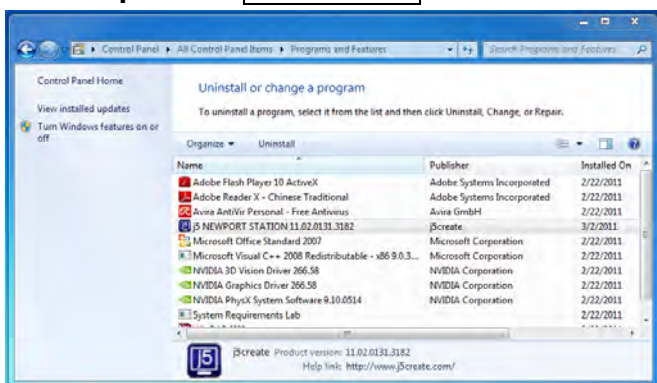 Control Panel ▸ All Control Panel Items ▸ Programs and Features
Search Programs and Features
Control Panel Home
View installed updates
Turn Windows features on or off
Uninstall or change a program
To uninstall a program, select it from the list and then click Uninstall, Change, or Repair.
Organize Uninstall
Name Publisher Installed On
Adobe Flash Player 10 ActiveX Adobe Systems Incorporated 2/22/2011
Adobe Reader X - Chinese Traditional Adobe Systems Incorporated 2/22/2011
Avira AntiVir Personal - Free Antivirus Avira GmbH 2/22/2011
j5 NEWPORT STATION 11.02.0131.3182 j5create 3/2/2011
Microsoft Office Standard 2007 Microsoft Corporation 2/22/2011
Microsoft Visual C++ 2008 Redistributable - x86 9.0.3... Microsoft Corporation 2/22/2011
NVIDIA 3D Vision Driver 266.58 NVIDIA Corporation 2/22/2011
NVIDIA Graphics Driver 266.58 NVIDIA Corporation 2/22/2011
NVIDIA PhysX System Software 9.10.0514 NVIDIA Corporation 2/22/2011
System Requirements Lab 2/22/2011
j5create Product version: 11.02.0131.3182
Help link: http://www.j5create.com/